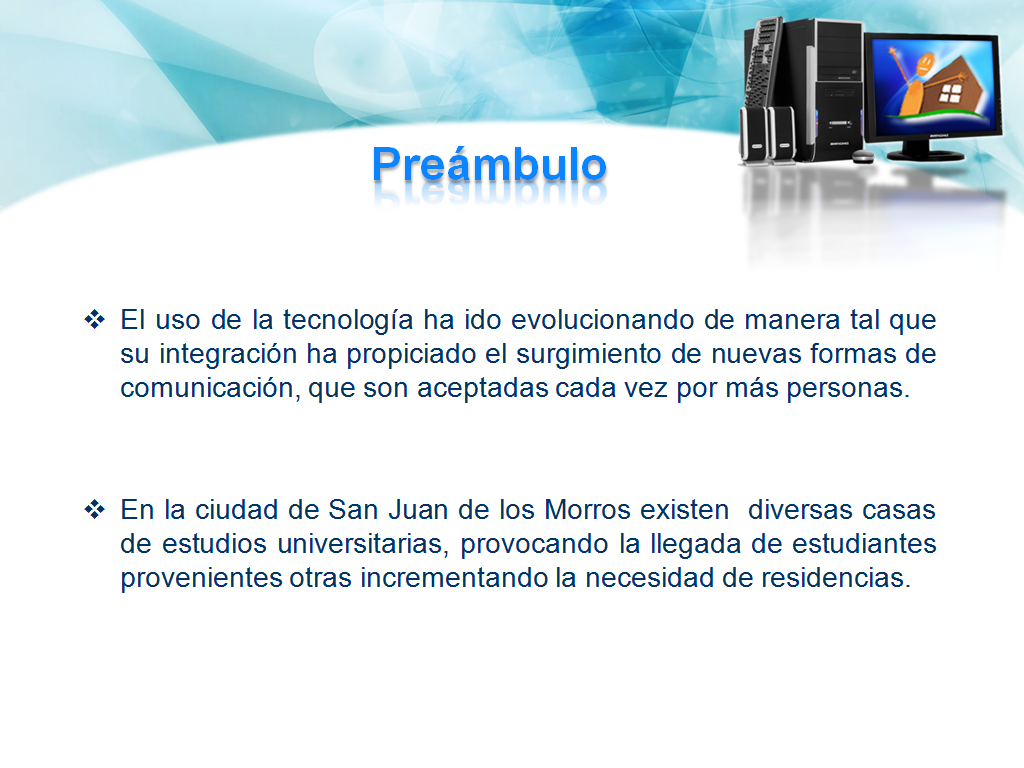 Preámbulo
❖ El uso de la tecnología ha ido evolucionando de manera tal que
su integración ha propiciado el surgimiento de nuevas formas de
comunicación, que son aceptadas cada vez por más personas.
❖ En la ciudad de San Juan de los Morros existen  diversas casas
de estudios universitarias, provocando la llegada de estudiantes
provenientes otras incrementando la necesidad de residencias.